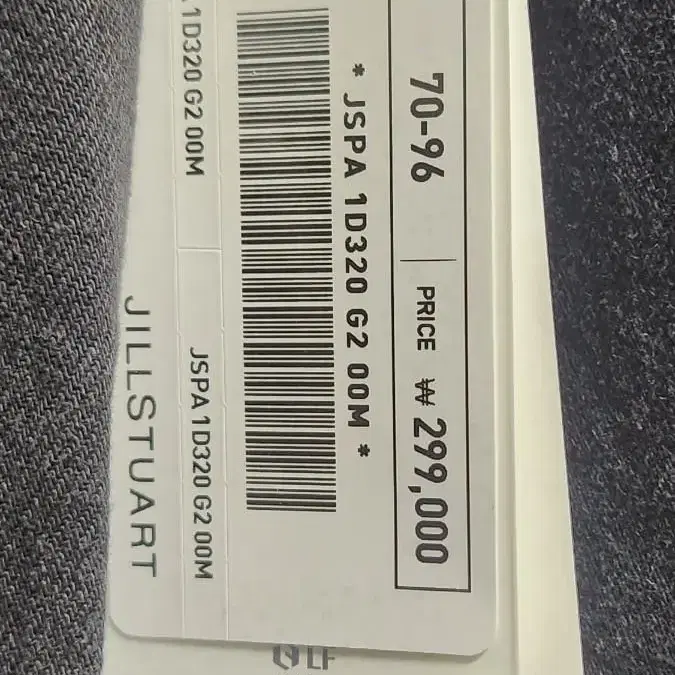 70-96 PRICE ₩ 299,000
* JSPA 1D320 G2 00M *
1D320 G2 00M JSPA 1D320 G2 00M
JILLSTUART
LF